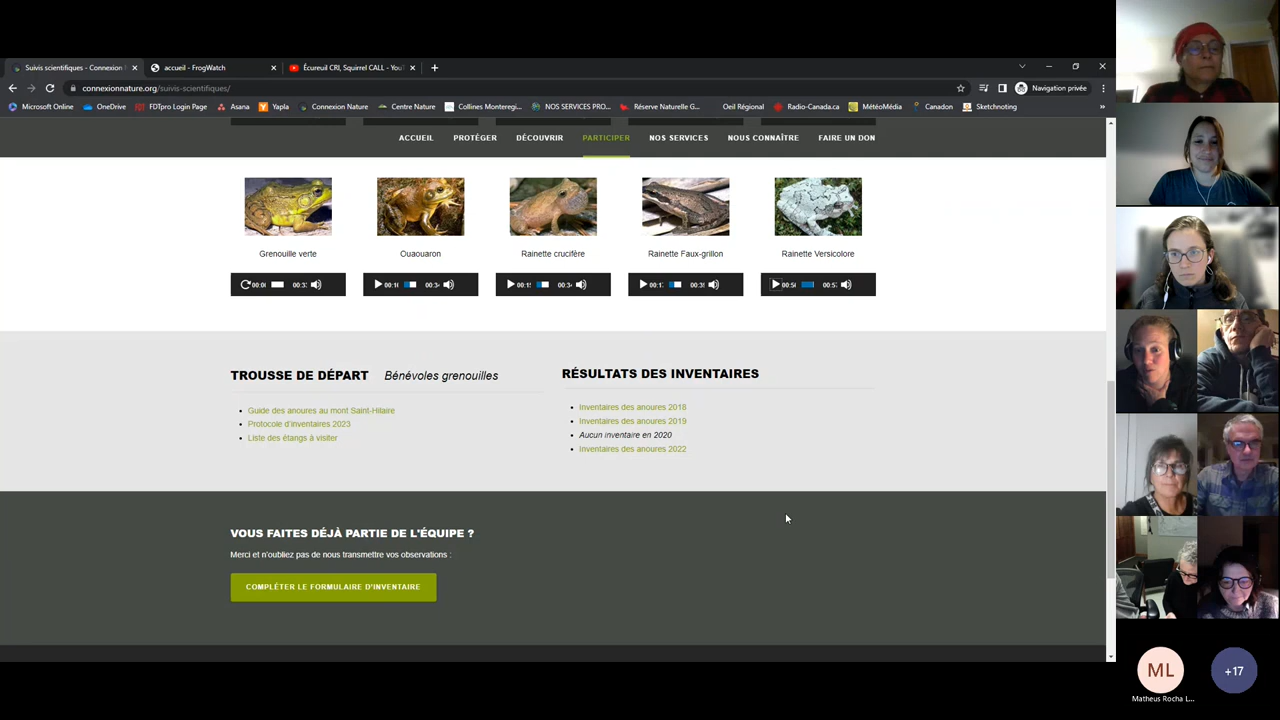 Suivis scientifiques - Connexion
accueil - FrogWatch
Écureuil CRI, Squirrel CALL - You
connexionnature.org/suivis-scientifiques/
Navigation privée
Microsoft Online
OneDrive
FDTpro Login Page
Asana
Yapla
Connexion Nature
Centre Nature
Collines Monteregi...
NOS SERVICES PRO...
Réserve Naturelle G...
Oeil Régional
Radio-Canada.ca
MétéoMédia
Canadon
Sketchnoting
ACCUEIL PROTÉGER DÉCOUVRIR PARTICIPER NOS SERVICES NOUS CONNAÎTRE FAIRE UN DON
Grenouille verte
Ouaouaron
Rainette crucifère
Rainette Faux-grillon
Rainette Versicolore
TROUSSE DE DÉPART Bénévoles grenouilles
Guide des anoures au mont Saint-Hilaire
Protocole d'inventaires 2023
Liste des étangs à visiter
RÉSULTATS DES INVENTAIRES
Inventaires des anoures 2018
Inventaires des anoures 2019
Aucun inventaire en 2020
Inventaires des anoures 2022
VOUS FAITES DÉJÀ PARTIE DE L'ÉQUIPE ?
Merci et n'oubliez pas de nous transmettre vos observations :
COMPLÉTER LE FORMULAIRE D'INVENTAIRE
ML
Matheus Rocha L...
+17